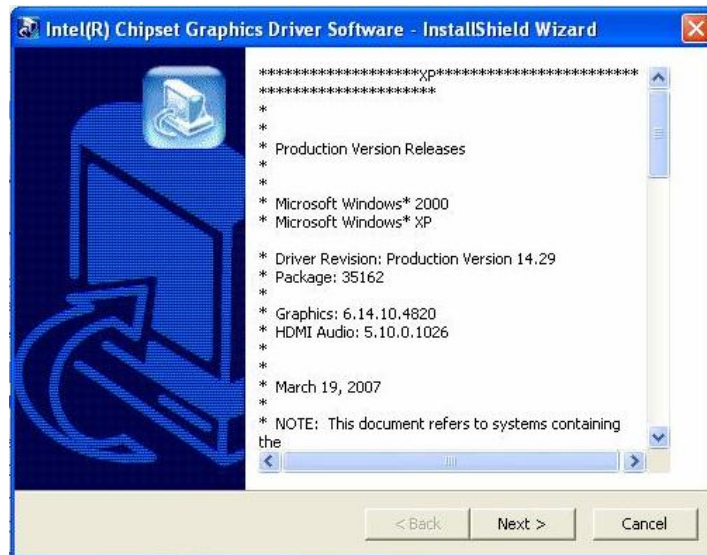 Intel(R) Chipset Graphics Driver Software - InstallShield Wizard
*******************XP************************
*********************
*
*
* Production Version Releases
*
*
* Microsoft Windows* 2000
* Microsoft Windows* XP
* Driver Revision: Production Version 14.29
* Package: 35162
*
* Graphics: 6.14.10.4820
* HDMI Audio: 5.10.0.1026
*
*
* March 19, 2007
*
* NOTE: This document refers to systems containing
the
< Back
Next >
Cancel